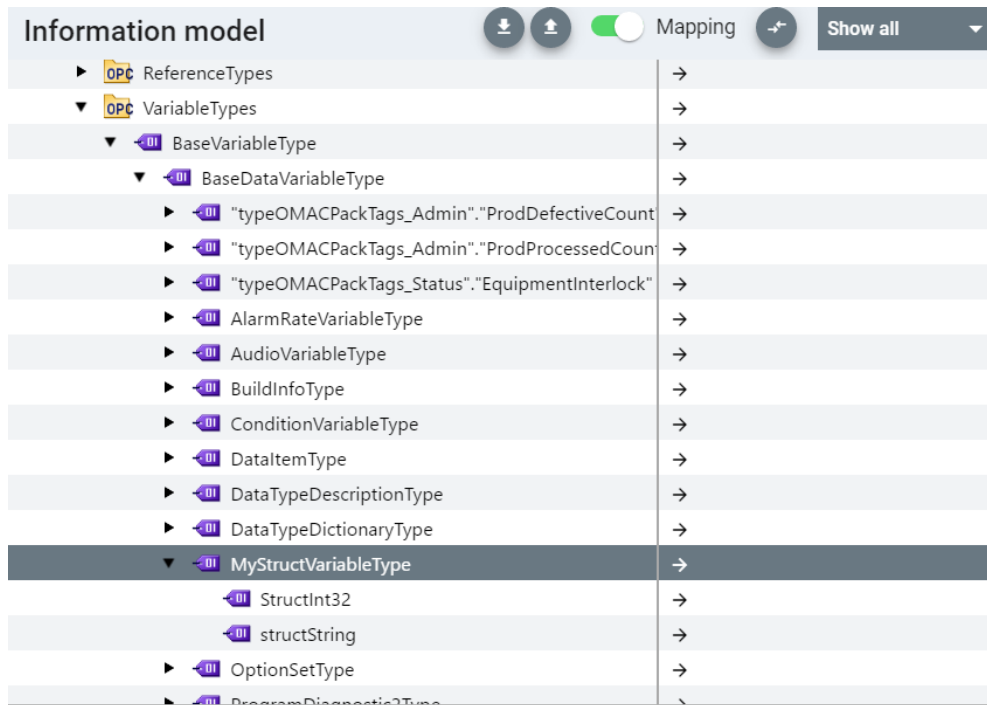 Information model
Mapping
Show all
OPC ReferenceTypes
OPC VariableTypes
BaseVariableType
BaseDataVariableType
"typeOMACPackTags_Admin"."ProdDefectiveCount"
"typeOMACPackTags_Admin"."ProdProcessedCoun
"typeOMACPackTags_Status"."EquipmentInterlock"
AlarmRateVariableType
AudioVariableType
BuildInfoType
ConditionVariableType
DataItemType
DataTypeDescriptionType
DataTypeDictionaryType
MyStructVariableType
StructInt32
structString
OptionSetType
ProgramDiagnostic2Type